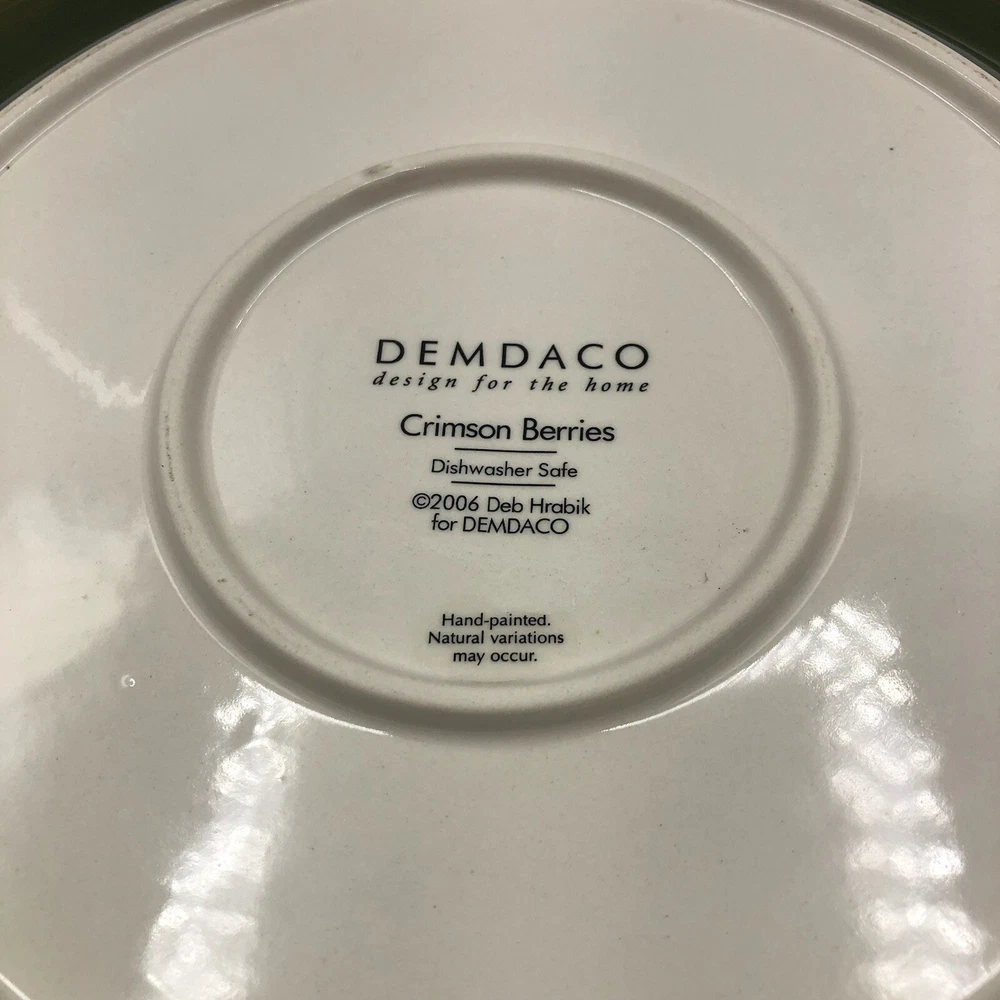 DEMDACO
design for the home
Crimson Berries
Dishwasher Safe
©2006 Deb Hrabik
for DEMDACO
Hand-painted.
Natural variations
may occur.